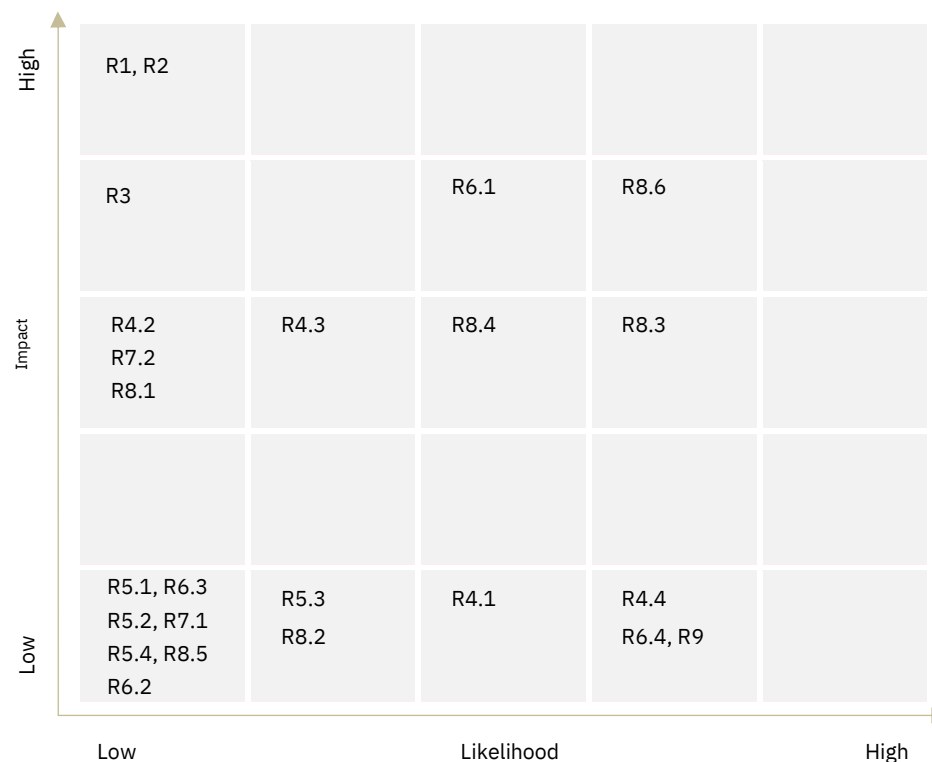 High
R1, R2
R3
R6.1
R8.6
Impact
R4.2
R7.2
R8.1
R4.3
R8.4
R8.3
Low
R5.1, R6.3
R5.2, R7.1
R5.4, R8.5
R6.2
R5.3
R8.2
R4.1
R4.4
R6.4, R9
Low
Likelihood
High